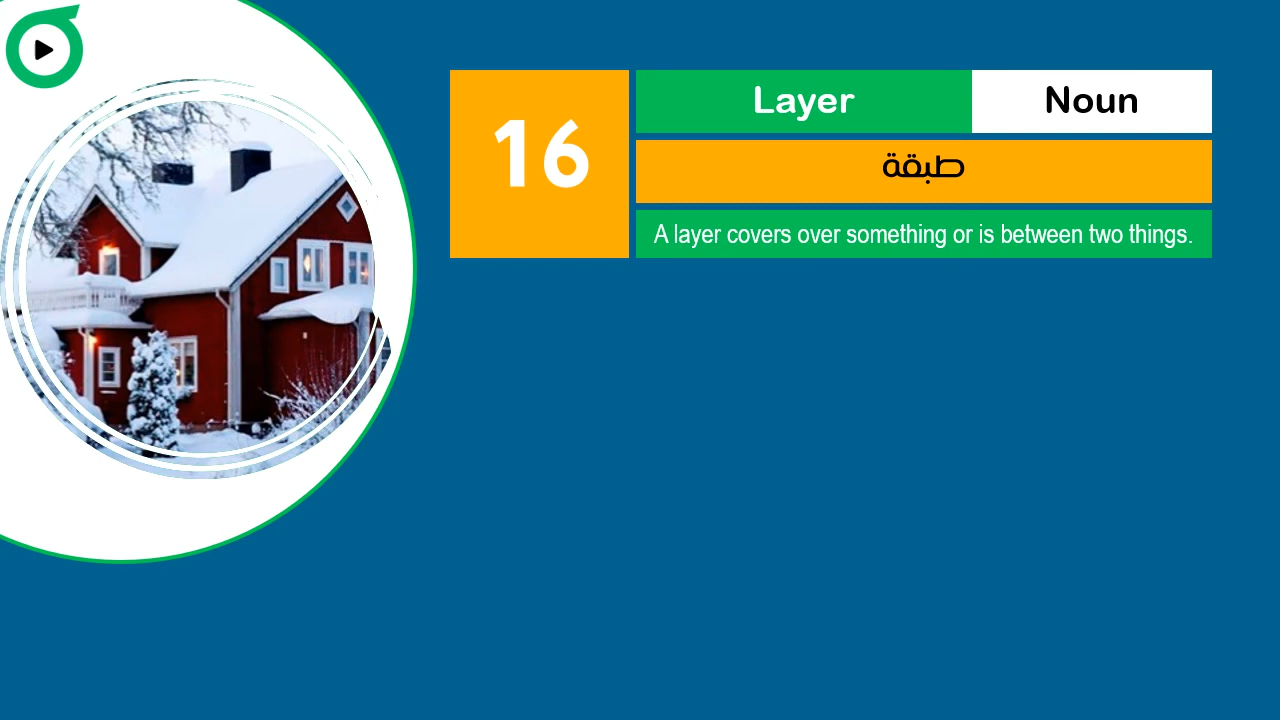 16
Layer
Noun
طبقة
A layer covers over something or is between two things.